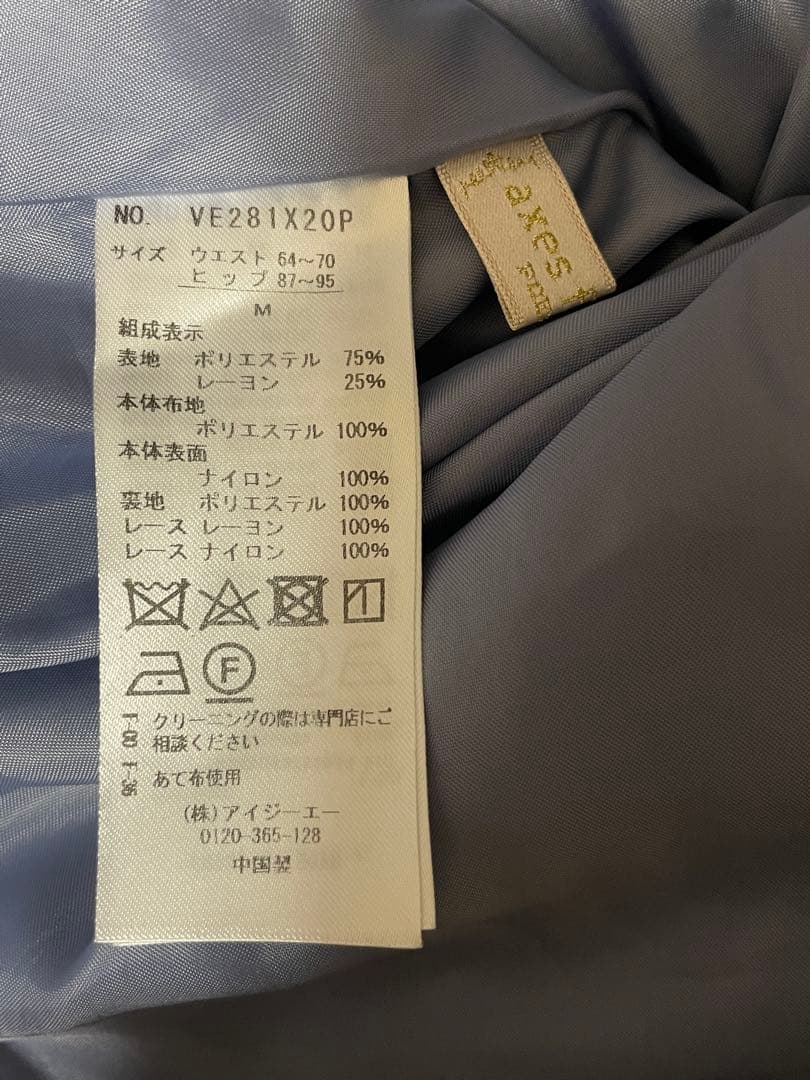 NO. VE281X20P
サイズ ウエスト 64～70
ヒップ 87～95
M
組成表示
表地 ポリエステル 75%
レーヨン 25%
本体布地
ポリエステル 100%
本体表面
ナイロン 100%
裏地 ポリエステル 100%
レース レーヨン 100%
レース ナイロン 100%
F
クリーニングの際は専門店にご
相談ください
あて布使用
(株)アイジーエー
0120-365-128
中国製
axes